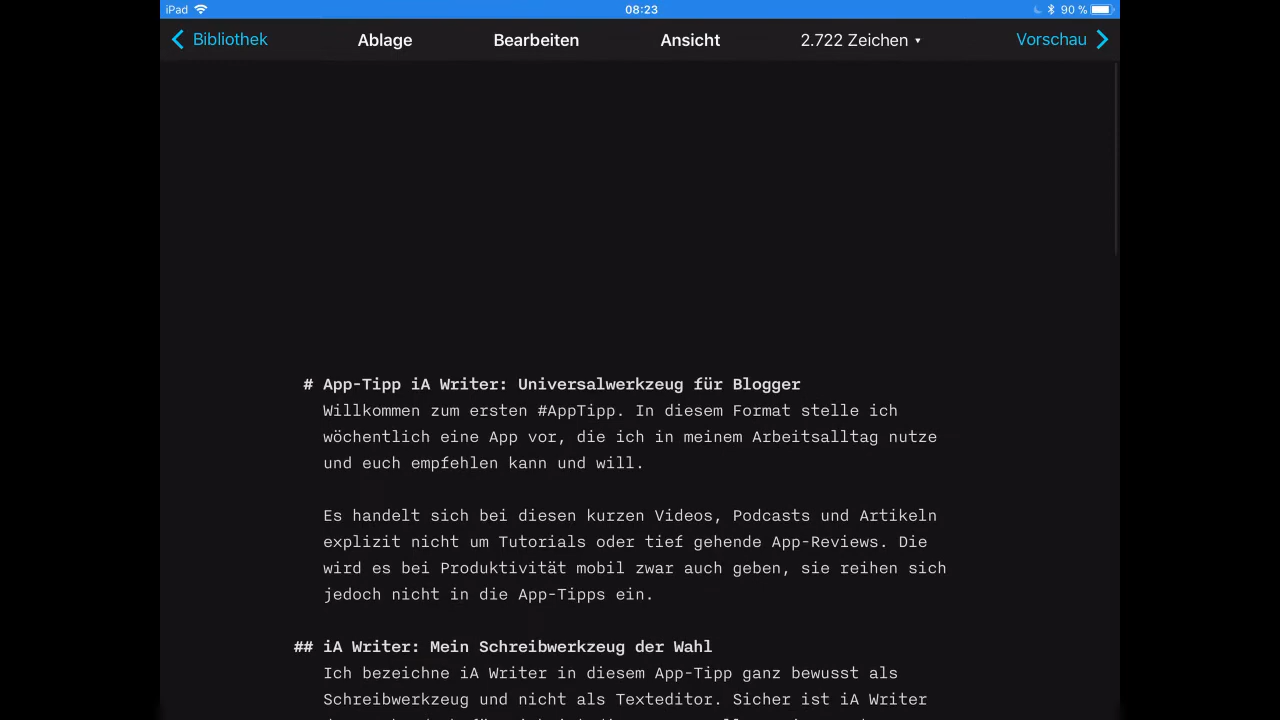 iPad 08:23 90 %
Bibliothek Ablage Bearbeiten Ansicht 2.722 Zeichen ▾ Vorschau
# App-Tipp iA Writer: Universalwerkzeug für Blogger
Willkommen zum ersten #AppTipp. In diesem Format stelle ich
wöchentlich eine App vor, die ich in meinem Arbeitsalltag nutze
und euch empfehlen kann und will.
Es handelt sich bei diesen kurzen Videos, Podcasts und Artikeln
explizit nicht um Tutorials oder tief gehende App-Reviews. Die
wird es bei Produktivität mobil zwar auch geben, sie reihen sich
jedoch nicht in die App-Tipps ein.
## iA Writer: Mein Schreibwerkzeug der Wahl
Ich bezeichne iA Writer in diesem App-Tipp ganz bewusst als
Schreibwerkzeug und nicht als Texteditor. Sicher ist iA Writer